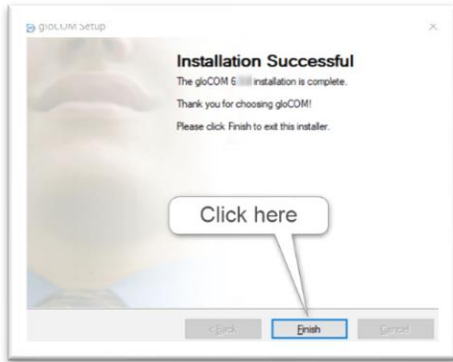 gloCOM Setup
Installation Successful
The gloCOM 6 installation is complete.
Thank you for choosing gloCOM!
Please click Finish to exit this installer.
Click here
< Back Finish Cancel